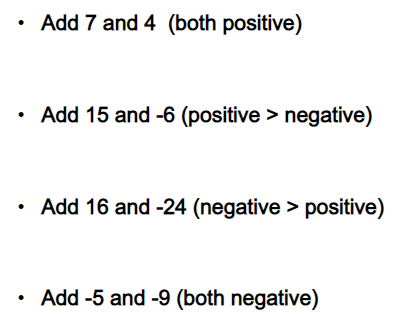 • Add 7 and 4  (both positive)
• Add 15 and -6 (positive > negative)
• Add 16 and -24 (negative > positive)
• Add -5 and -9 (both negative)